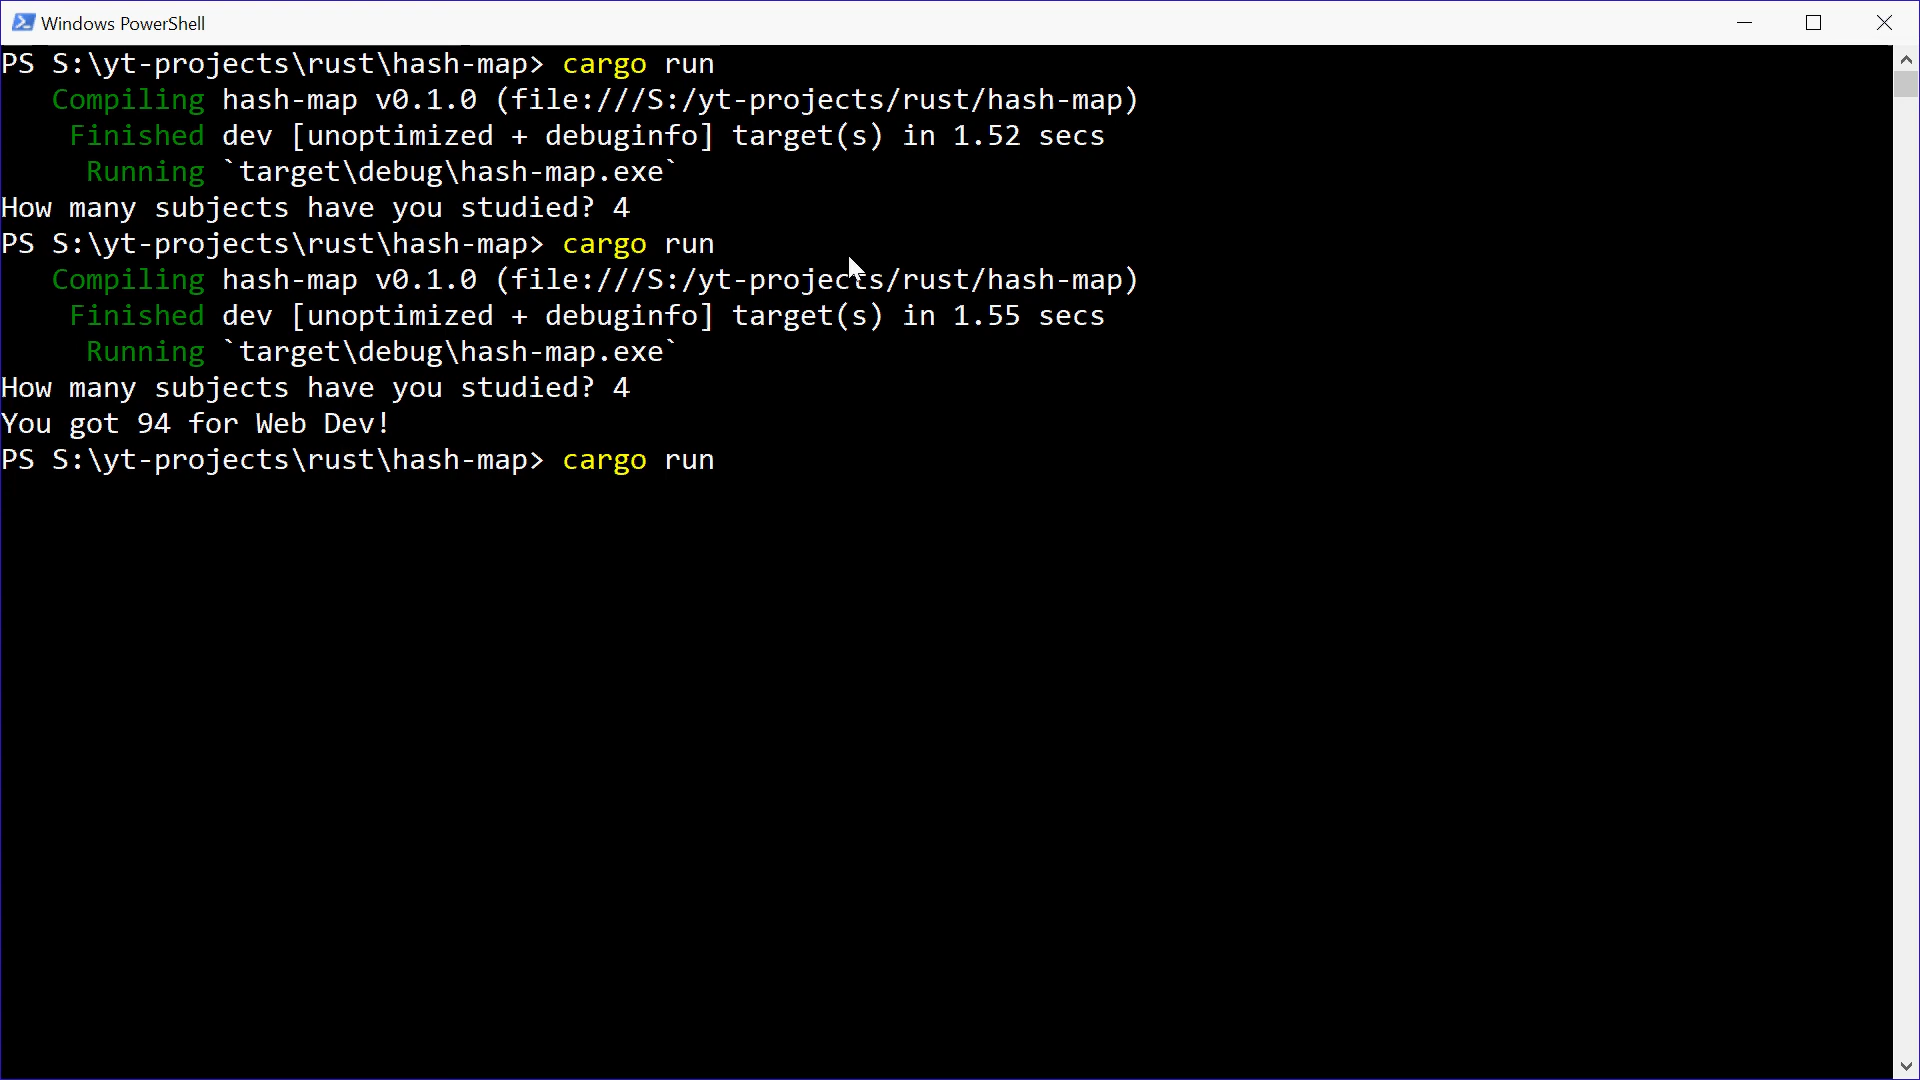 Windows PowerShell
PS S:\yt-projects\rust\hash-map> cargo run
   Compiling hash-map v0.1.0 (file:///S:/yt-projects/rust/hash-map)
    Finished dev [unoptimized + debuginfo] target(s) in 1.52 secs
     Running `target\debug\hash-map.exe`
How many subjects have you studied? 4
PS S:\yt-projects\rust\hash-map> cargo run
   Compiling hash-map v0.1.0 (file:///S:/yt-projects/rust/hash-map)
    Finished dev [unoptimized + debuginfo] target(s) in 1.55 secs
     Running `target\debug\hash-map.exe`
How many subjects have you studied? 4
You got 94 for Web Dev!
PS S:\yt-projects\rust\hash-map> cargo run